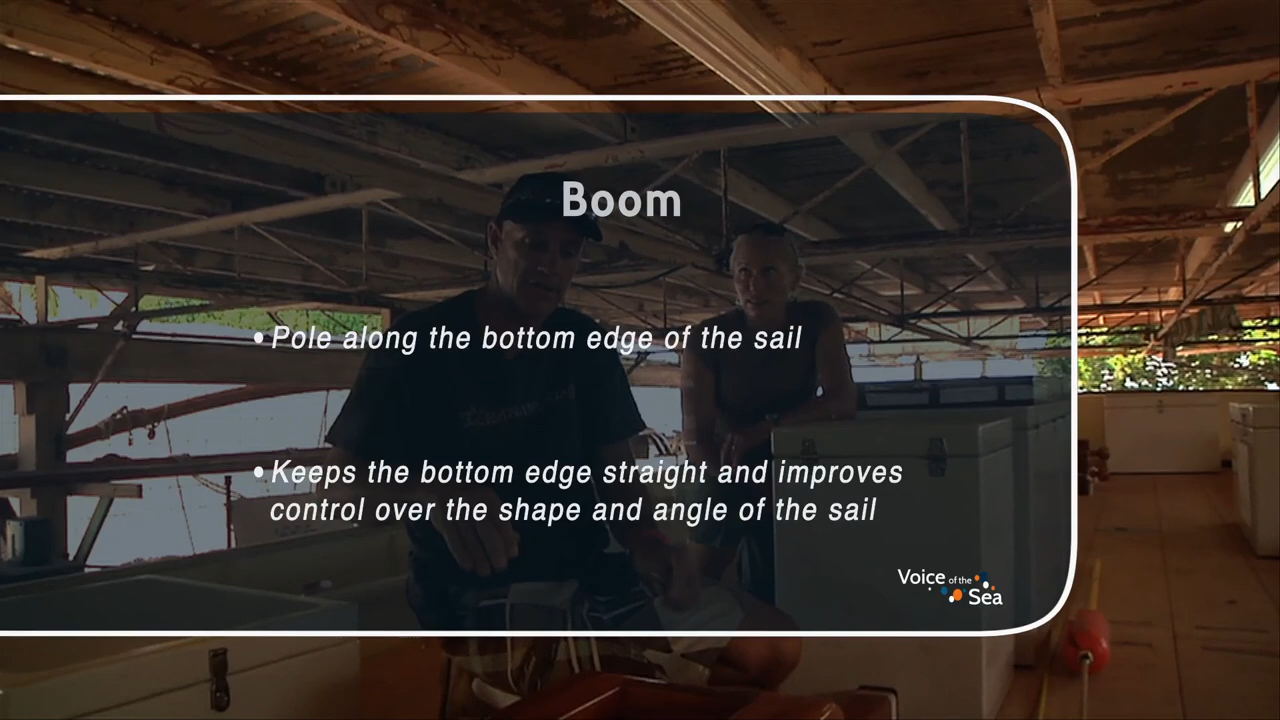 Boom
• Pole along the bottom edge of the sail
• Keeps the bottom edge straight and improves
control over the shape and angle of the sail
Voice of the
Sea